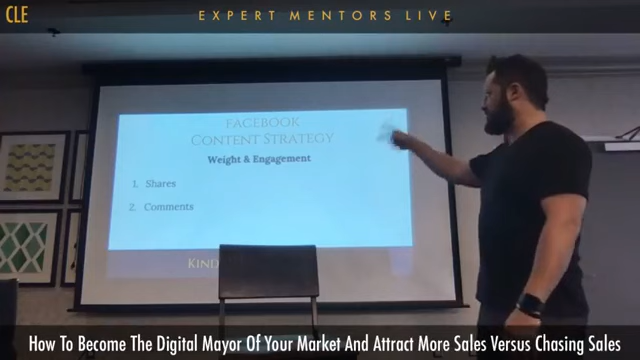 CLE
EXPERT MENTORS LIVE
FACEBOOK
CONTENT STRATEGY
Weight & Engagement
1. Shares
2. Comments
How To Become The Digital Mayor Of Your Market And Attract More Sales Versus Chasing Sales